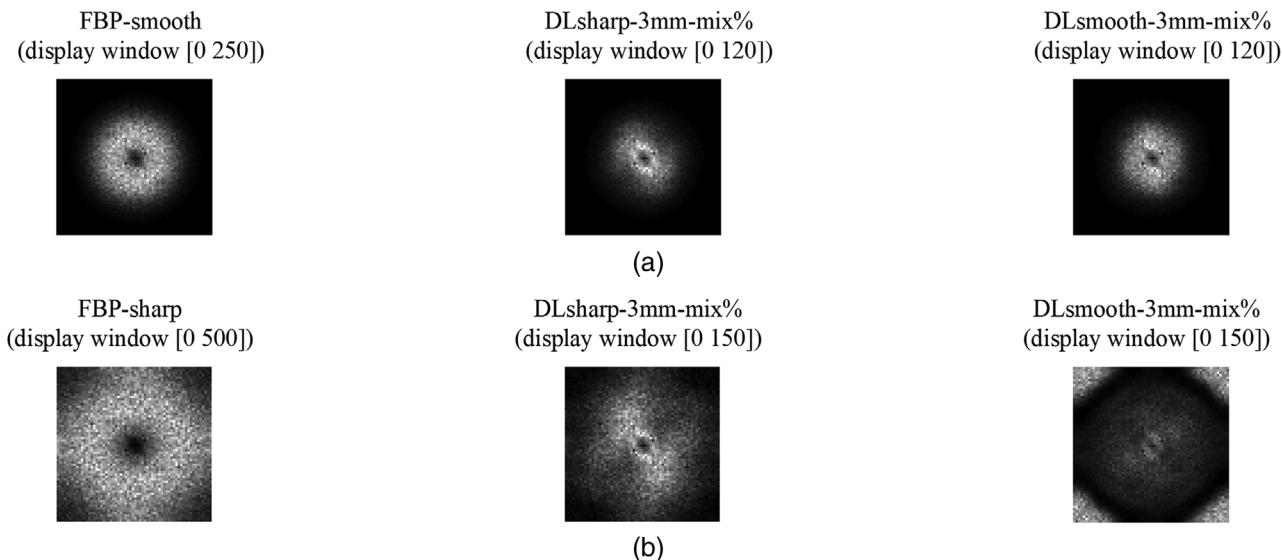 FBP-smooth
(display window [0 250])
DLsharp-3mm-mix%
(display window [0 120])
DLsmooth-3mm-mix%
(display window [0 120])
(a)
FBP-sharp
(display window [0 500])
DLsharp-3mm-mix%
(display window [0 150])
DLsmooth-3mm-mix%
(display window [0 150])
(b)